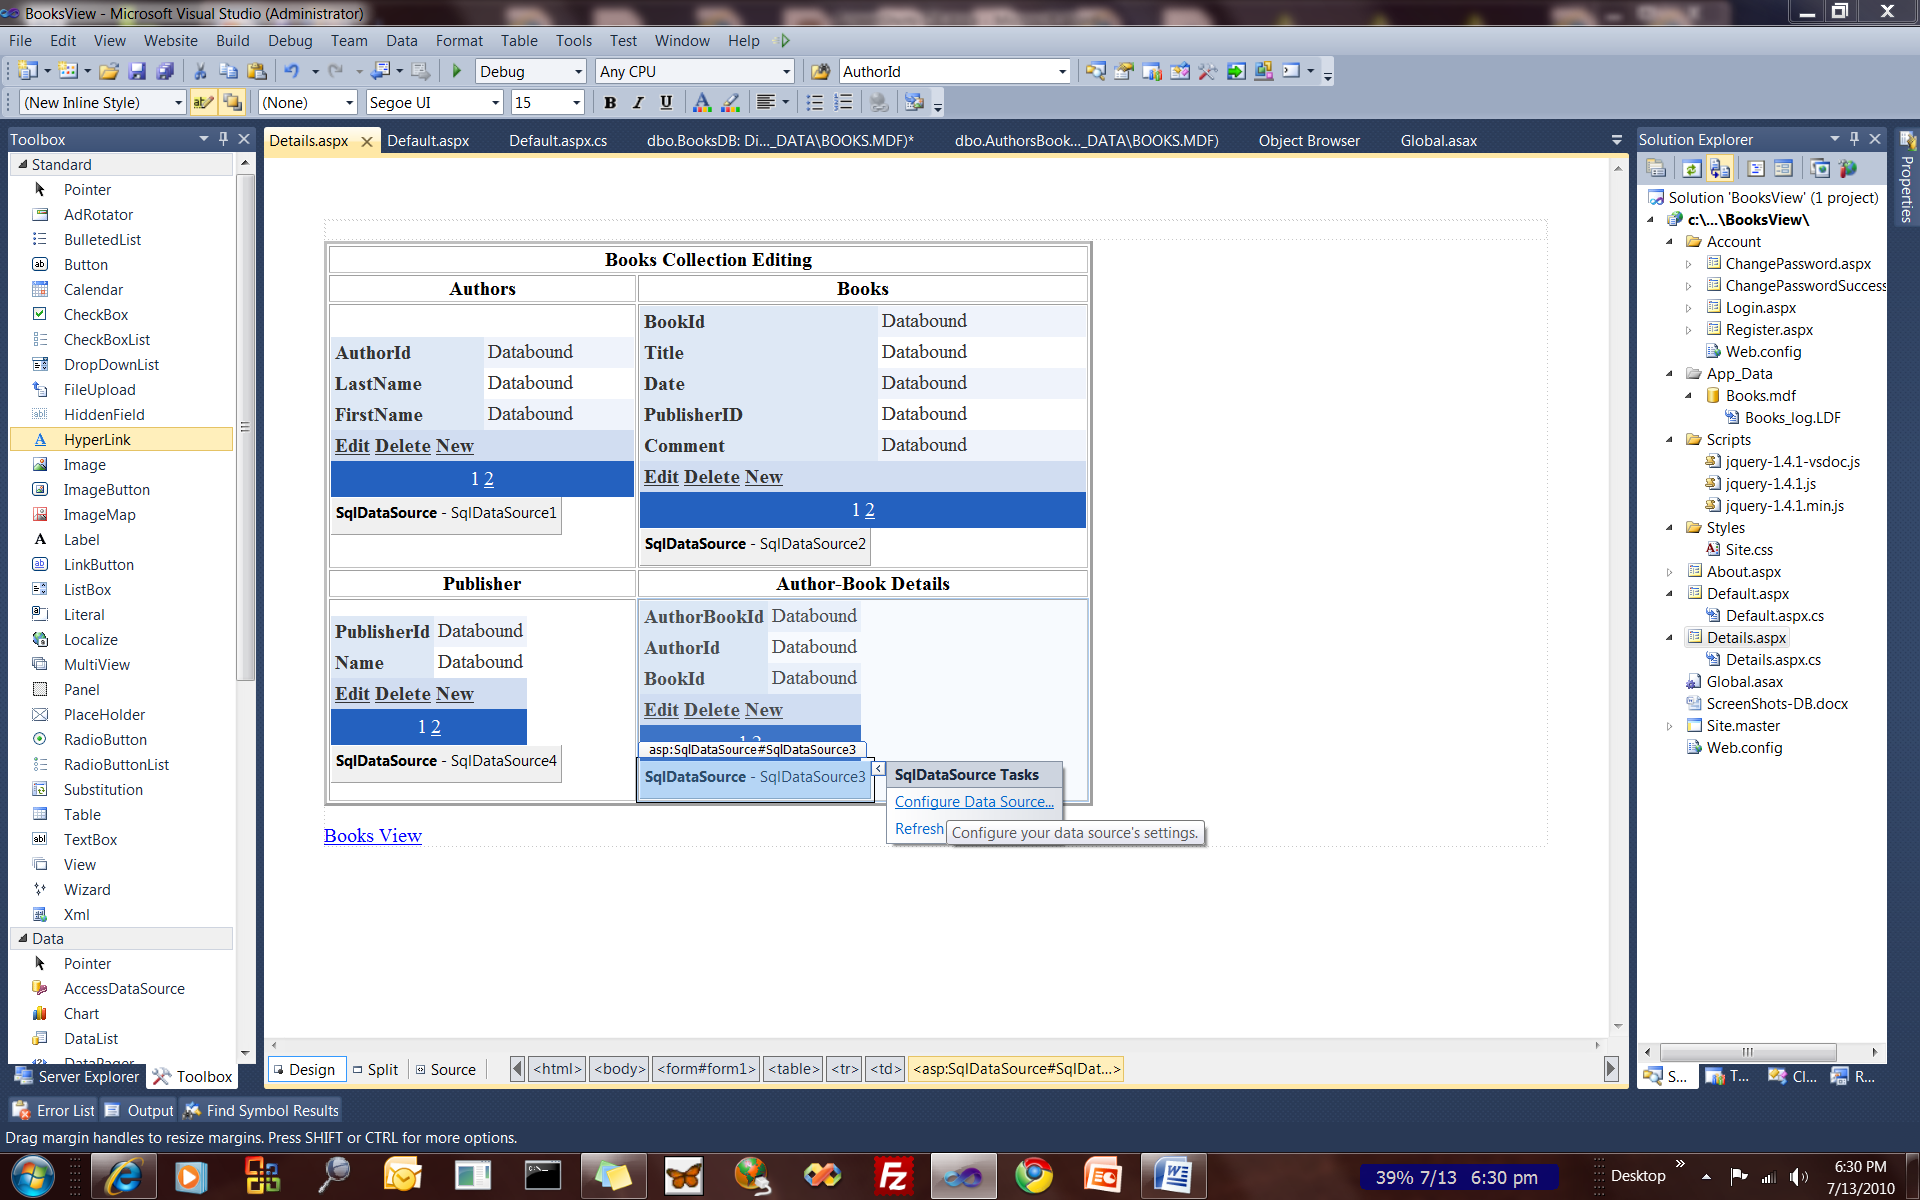 BooksView - Microsoft Visual Studio (Administrator)
File Edit View Website Build Debug Team Data Format Table Tools Test Window Help
Debug Any CPU AuthorId
(New Inline Style) (None) Segoe UI 15 B I U
Toolbox
Standard
Pointer
AdRotator
BulletedList
Button
Calendar
CheckBox
CheckBoxList
DropDownList
FileUpload
HiddenField
HyperLink
Image
ImageButton
ImageMap
Label
LinkButton
ListBox
Literal
Localize
MultiView
Panel
PlaceHolder
RadioButton
RadioButtonList
Substitution
Table
TextBox
View
Wizard
Xml
Data
Pointer
AccessDataSource
Chart
DataList
DataPager
Server Explorer Toolbox
Details.aspx Default.aspx Default.aspx.cs dbo.BooksDB: Di..._DATA\BOOKS.MDF)* dbo.AuthorsBook..._DATA\BOOKS.MDF) Object Browser Global.asax
Books Collection Editing
Authors Books
AuthorId Databound
LastName Databound
FirstName Databound
Edit Delete New
1 2
SqlDataSource - SqlDataSource1
BookId Databound
Title Databound
Date Databound
PublisherID Databound
Comment Databound
Edit Delete New
1 2
SqlDataSource - SqlDataSource2
Publisher Author-Book Details
PublisherId Databound
Name Databound
Edit Delete New
1 2
SqlDataSource - SqlDataSource4
AuthorBookId Databound
AuthorId Databound
BookId Databound
Edit Delete New
1 2
asp:SqlDataSource#SqlDataSource3
SqlDataSource - SqlDataSource3
SqlDataSource Tasks
Configure Data Source...
Refresh
Configure your data source's settings.
Books View
Design Split Source <html> <body> <form#form1> <table> <tr> <td> <asp:SqlDataSource#SqlDat...>
Solution Explorer
Properties
Solution 'BooksView' (1 project)
c:\...\BooksView\
Account
ChangePassword.aspx
ChangePasswordSuccess
Login.aspx
Register.aspx
Web.config
App_Data
Books.mdf
Books_log.LDF
Scripts
jquery-1.4.1-vsdoc.js
jquery-1.4.1.js
jquery-1.4.1.min.js
Styles
Site.css
About.aspx
Default.aspx
Default.aspx.cs
Details.aspx
Details.aspx.cs
Global.asax
ScreenShots-DB.docx
Site.master
Web.config
S... T... Cl... R...
Error List Output Find Symbol Results
Drag margin handles to resize margins. Press SHIFT or CTRL for more options.
39% 7/13 6:30 pm
Desktop
6:30 PM
7/13/2010